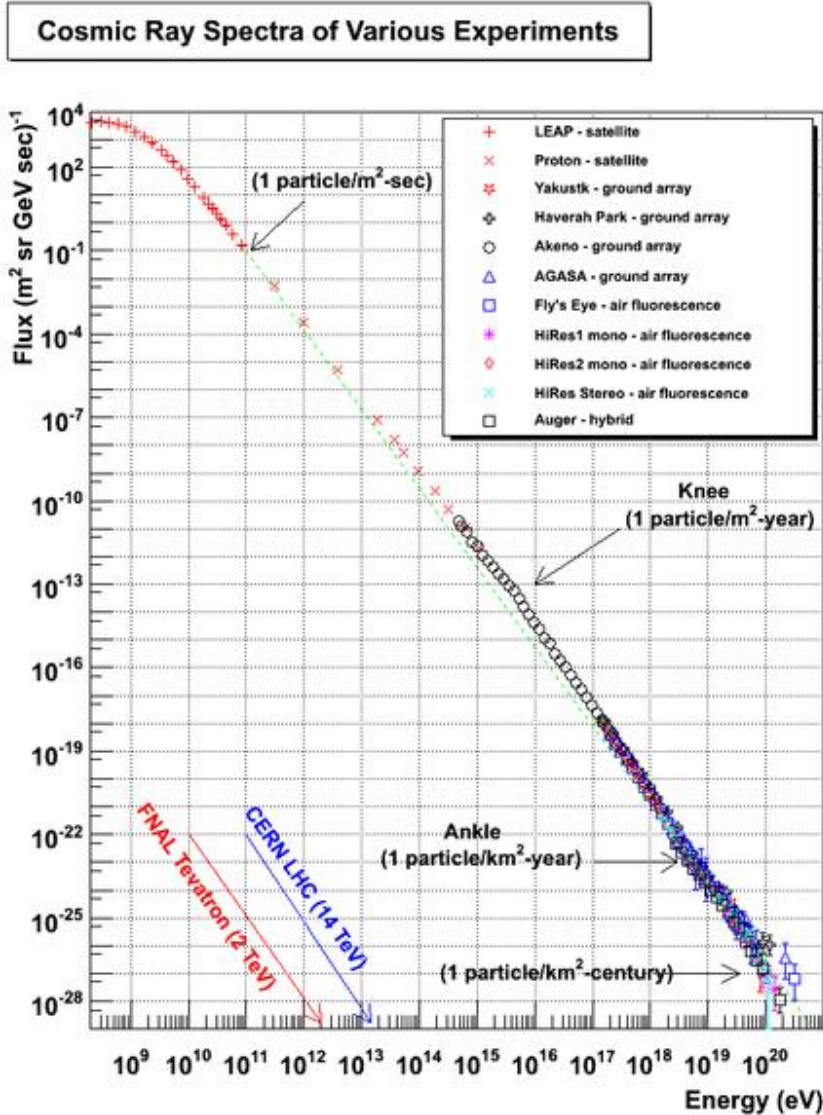 Cosmic Ray Spectra of Various Experiments
Flux (m² sr GeV sec)⁻¹
10⁴
10²
10⁻¹
10⁻⁴
10⁻⁷
10⁻¹⁰
10⁻¹³
10⁻¹⁶
10⁻¹⁹
10⁻²²
10⁻²⁵
10⁻²⁸
LEAP - satellite
Proton - satellite
Yakustk - ground array
Haverah Park - ground array
Akeno - ground array
AGASA - ground array
Fly's Eye - air fluorescence
HiRes1 mono - air fluorescence
HiRes2 mono - air fluorescence
HiRes Stereo - air fluorescence
Auger - hybrid
(1 particle/m²-sec)
Knee
(1 particle/m²-year)
Ankle
(1 particle/km²-year)
(1 particle/km²-century)
FNAL Tevatron (2 TeV)
CERN LHC (14 TeV)
10⁹ 10¹⁰ 10¹¹ 10¹² 10¹³ 10¹⁴ 10¹⁵ 10¹⁶ 10¹⁷ 10¹⁸ 10¹⁹ 10²⁰
Energy (eV)